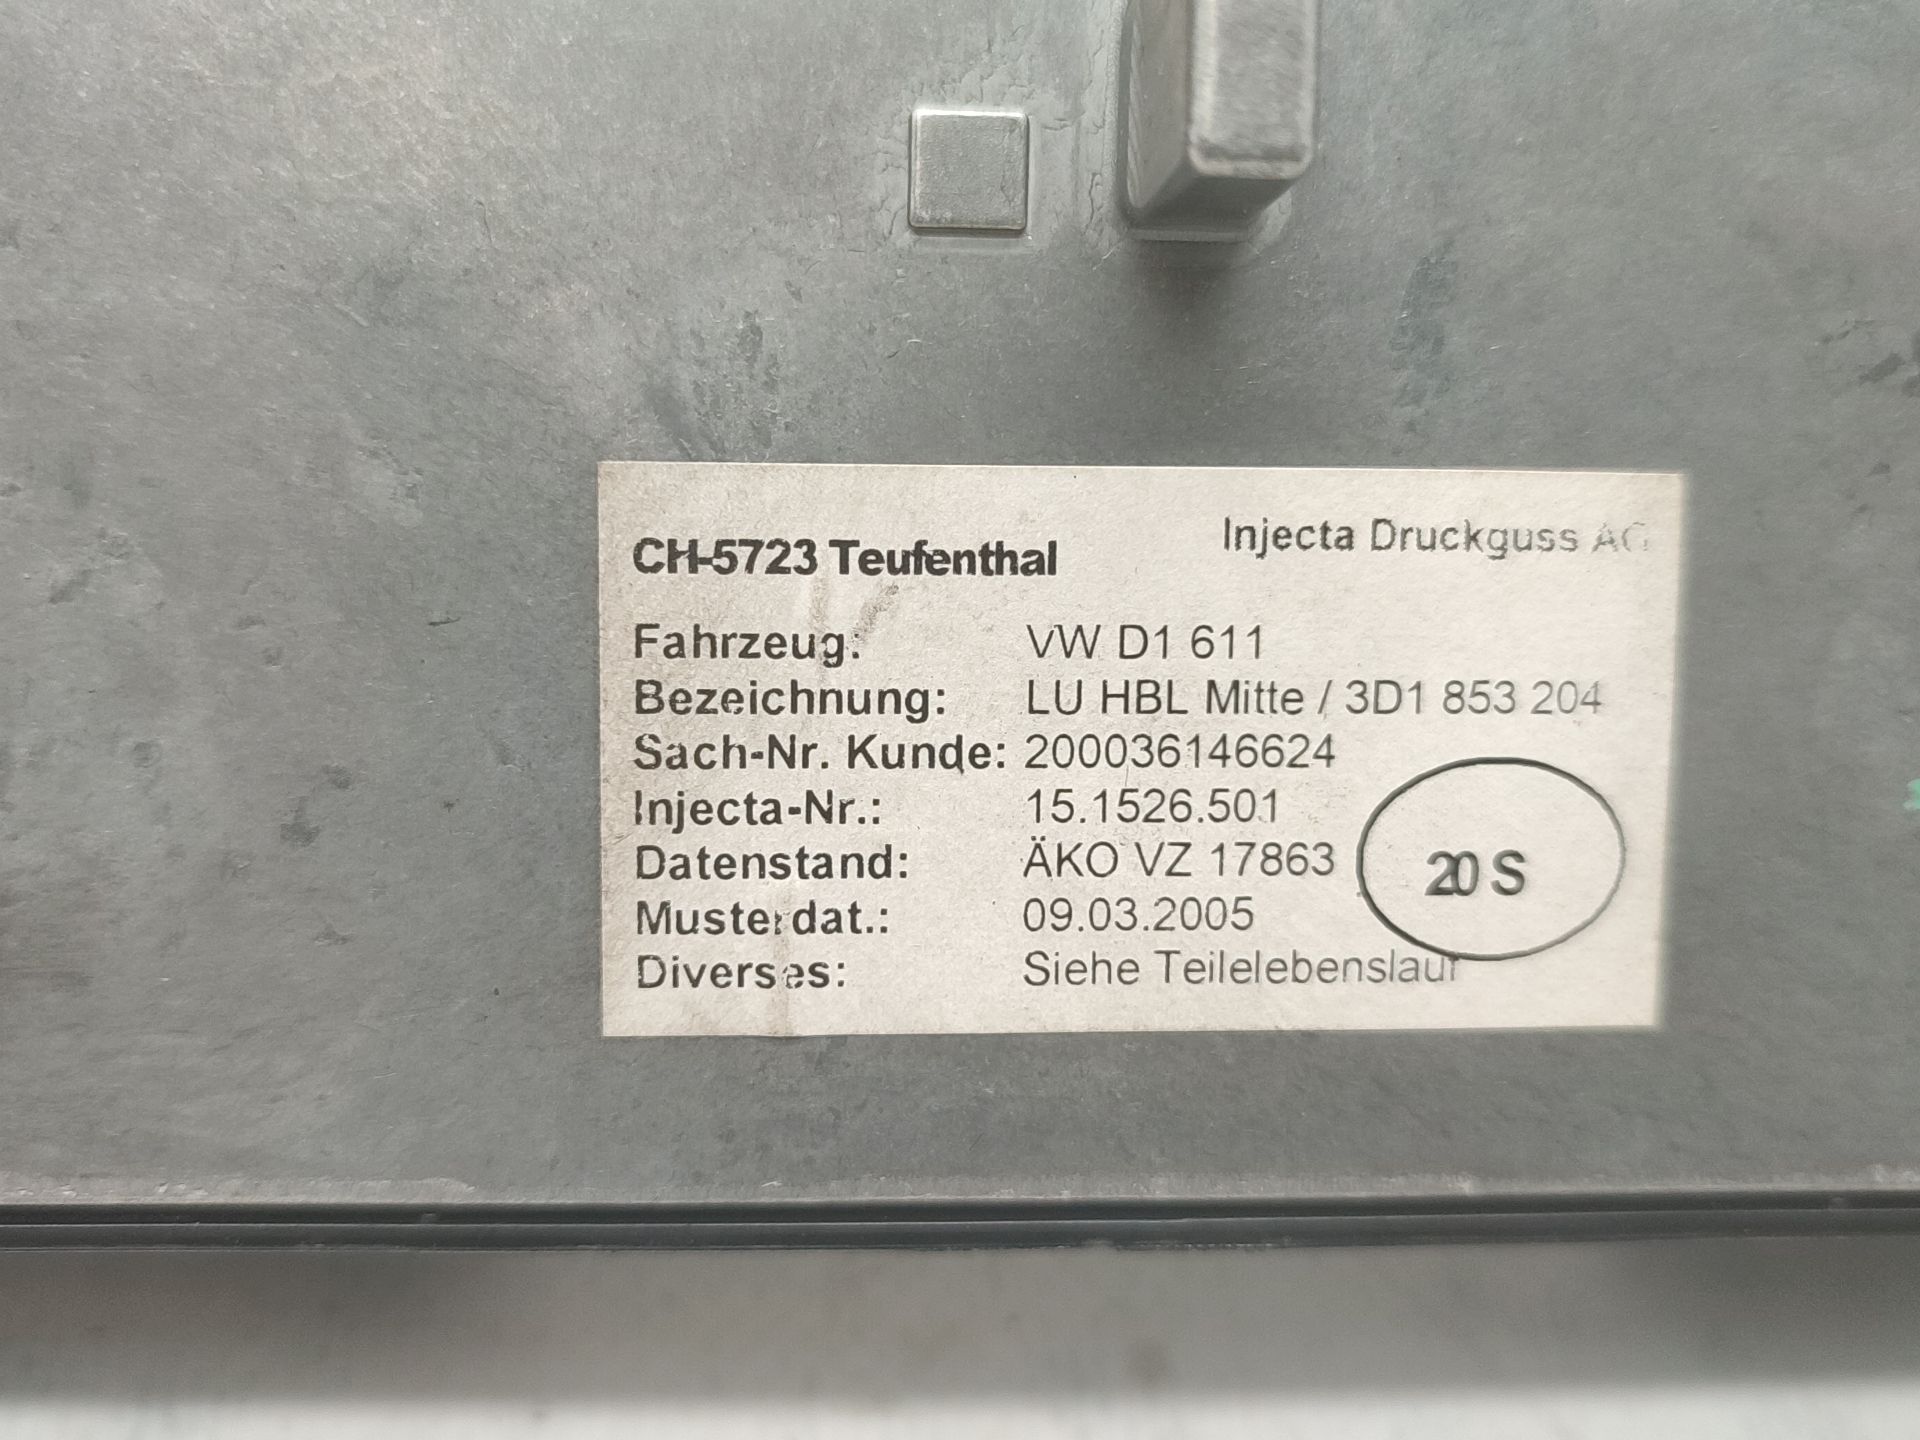 Injecta Druckguss AG
CH-5723 Teufenthal
Fahrzeug: VW D1 611
Bezeichnung: LU HBL Mitte / 3D1 853 204
Sach-Nr. Kunde: 200036146624
Injecta-Nr.: 15.1526.501
Datenstand: ÄKO VZ 17863
20 S
Musterdat.: 09.03.2005
Diverses: Siehe Teilelebenslauf